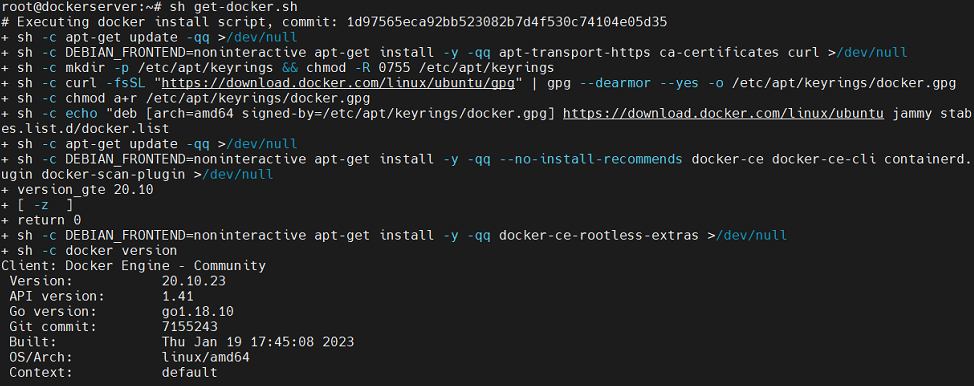 root@dockerserver:~# sh get-docker.sh
# Executing docker install script, commit: 1d97565eca92bb523082b7d4f530c74104e05d35
+ sh -c apt-get update -qq >/dev/null
+ sh -c DEBIAN_FRONTEND=noninteractive apt-get install -y -qq apt-transport-https ca-certificates curl >/dev/null
+ sh -c mkdir -p /etc/apt/keyrings && chmod -R 0755 /etc/apt/keyrings
+ sh -c curl -fsSL "https://download.docker.com/linux/ubuntu/gpg" | gpg --dearmor --yes -o /etc/apt/keyrings/docker.gpg
+ sh -c chmod a+r /etc/apt/keyrings/docker.gpg
+ sh -c echo "deb [arch=amd64 signed-by=/etc/apt/keyrings/docker.gpg] https://download.docker.com/linux/ubuntu jammy stab
es.list.d/docker.list
+ sh -c apt-get update -qq >/dev/null
+ sh -c DEBIAN_FRONTEND=noninteractive apt-get install -y -qq --no-install-recommends docker-ce docker-ce-cli containerd.
ugin docker-scan-plugin >/dev/null
+ version_gte 20.10
+ [ -z  ]
+ return 0
+ sh -c DEBIAN_FRONTEND=noninteractive apt-get install -y -qq docker-ce-rootless-extras >/dev/null
+ sh -c docker version
Client: Docker Engine - Community
 Version:           20.10.23
 API version:       1.41
 Go version:        go1.18.10
 Git commit:        7155243
 Built:             Thu Jan 19 17:45:08 2023
 OS/Arch:           linux/amd64
 Context:           default